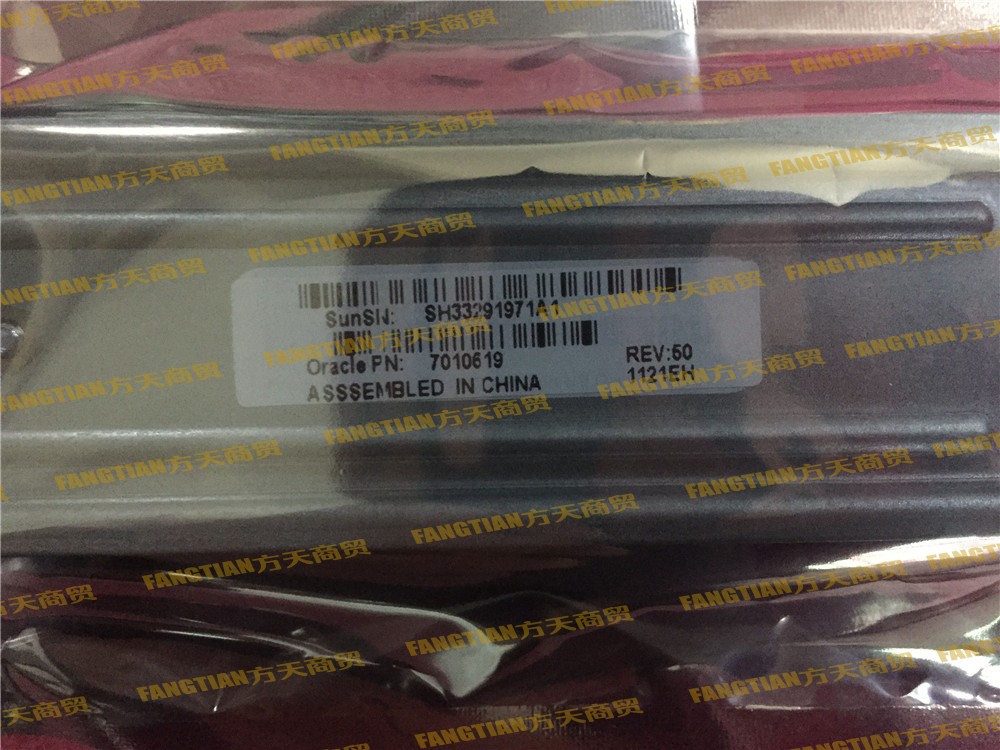 SunSN: SH33291971A1
Oracle PN: 7010619
REV:50
1121EH
ASSSEMBLED IN CHINA
FANGTIAN方天商贸